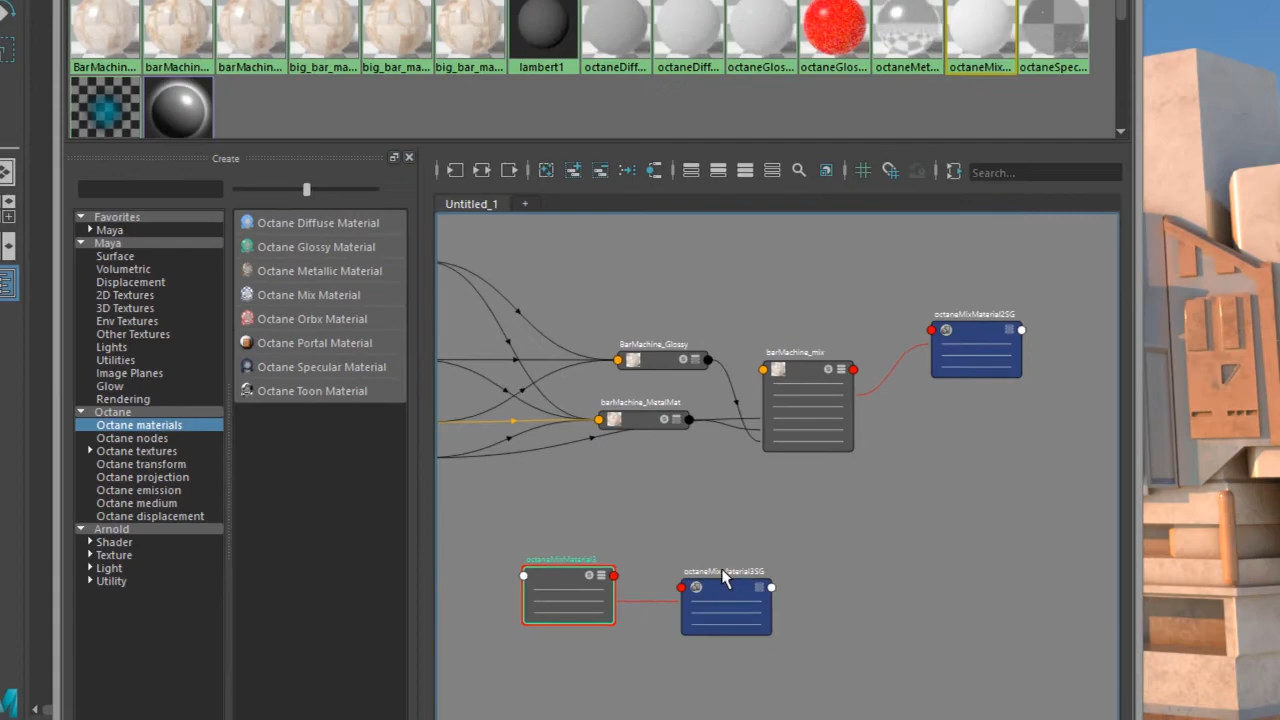 BarMachin...
barMachin...
barMachin...
big_bar_ma...
big_bar_ma...
big_bar_ma...
lambert1
octaneDiff...
octaneDiff...
octaneGlos...
octaneGlos...
octaneMet...
octaneMix...
octaneSpec...
Create
Search...
Untitled_1
+
Favorites
Maya
Maya
Surface
Volumetric
Displacement
2D Textures
3D Textures
Env Textures
Other Textures
Lights
Utilities
Image Planes
Glow
Rendering
Octane
Octane materials
Octane nodes
Octane textures
Octane transform
Octane projection
Octane emission
Octane medium
Octane displacement
Arnold
Shader
Texture
Light
Utility
Octane Diffuse Material
Octane Glossy Material
Octane Metallic Material
Octane Mix Material
Octane Orbx Material
Octane Portal Material
Octane Specular Material
Octane Toon Material
octaneMixMaterial2SG
BarMachine_Glossy
barMachine_mix
barMachine_MetalMat
octaneMixMaterial3
octaneMixMaterial3SG